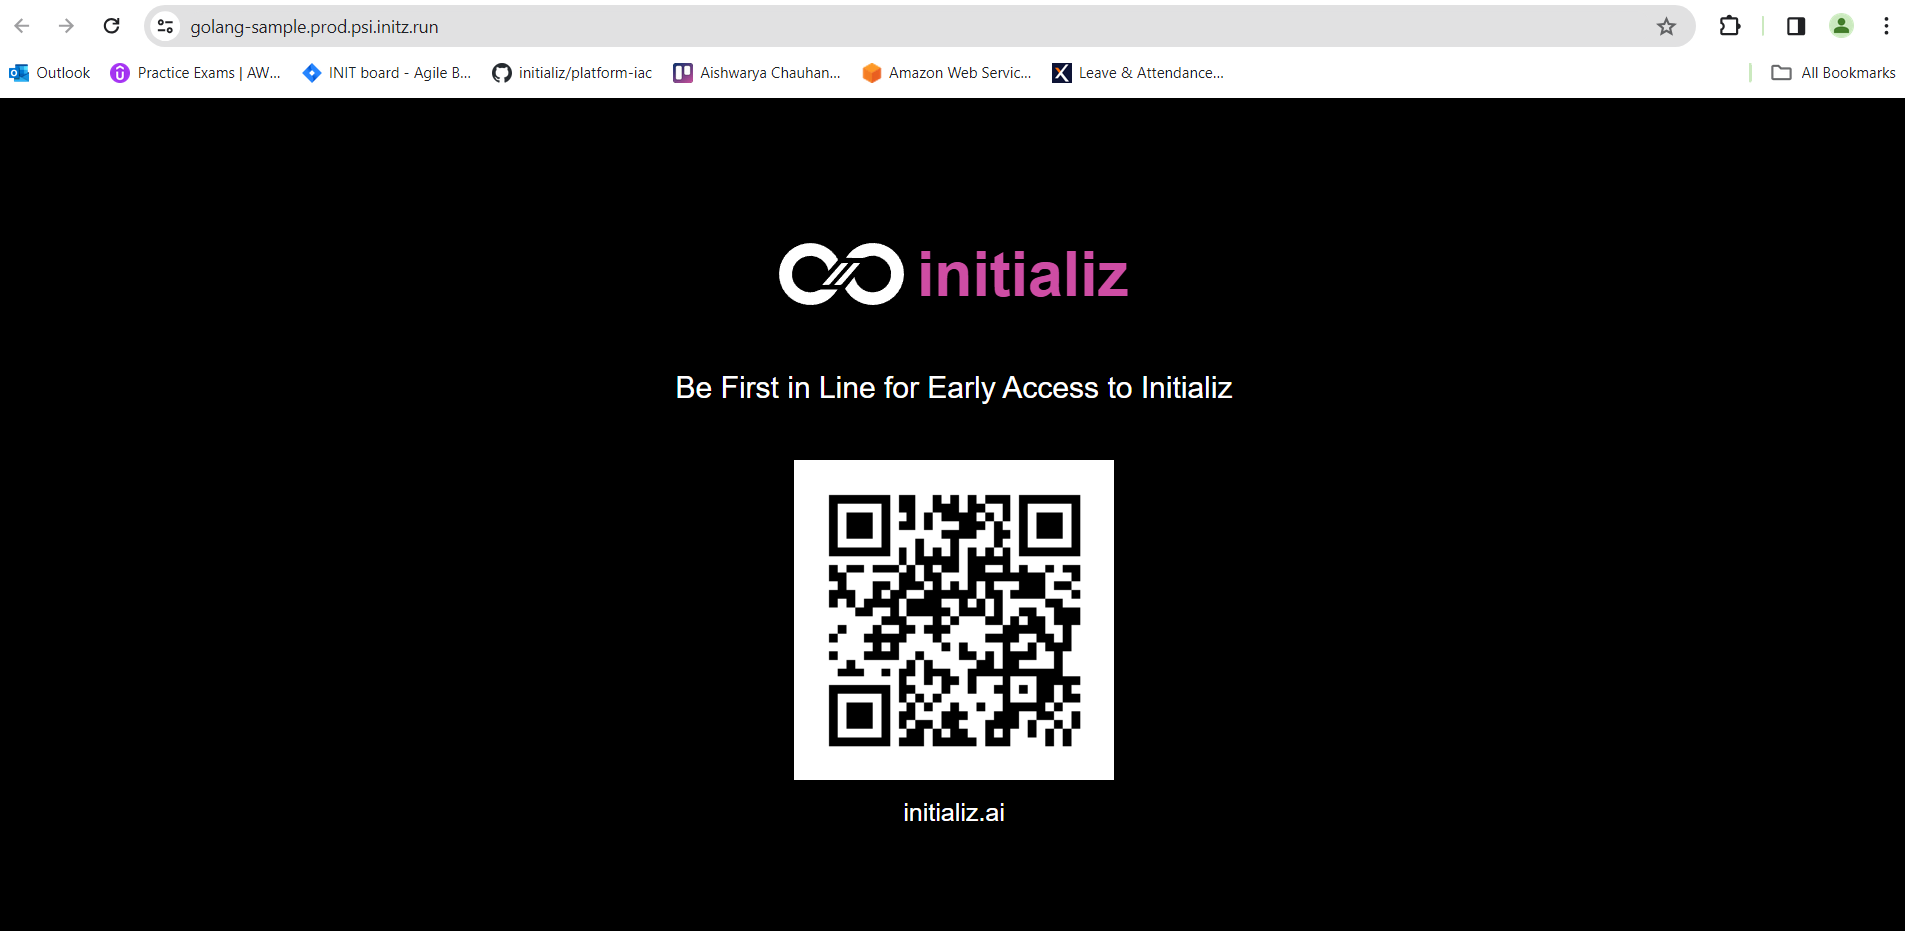 golang-sample.prod.psi.initz.run
Outlook Practice Exams | AW... INIT board - Agile B... initializ/platform-iac Aishwarya Chauhan... Amazon Web Servic... Leave & Attendance... All Bookmarks
initializ
Be First in Line for Early Access to Initializ
initializ.ai